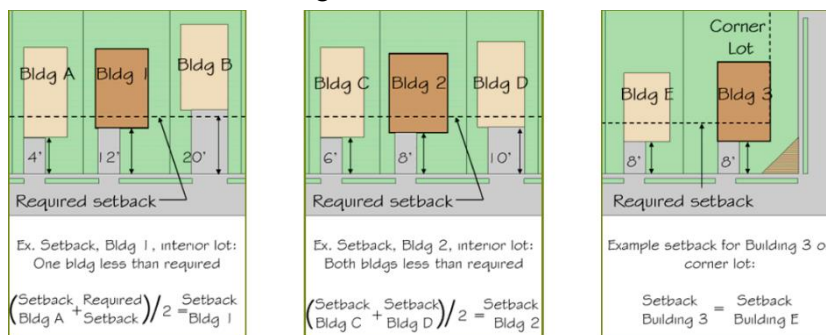 Bldg A
Bldg 1
Bldg B
4'
12'
20'
Required setback
Ex. Setback, Bldg 1, interior lot:
One bldg less than required
(Setback Bldg A + Required Setback)/2 = Setback Bldg 1
Bldg C
Bldg 2
Bldg D
6'
8'
10'
Required setback
Ex. Setback, Bldg 2, interior lot:
Both bldgs less than required
(Setback Bldg C + Setback Bldg D)/2 = Setback Bldg 2
Corner
Lot
Bldg E
Bldg 3
8'
8'
Required setback
Example setback for Building 3 o
corner lot:
Setback Building 3 = Setback Building E